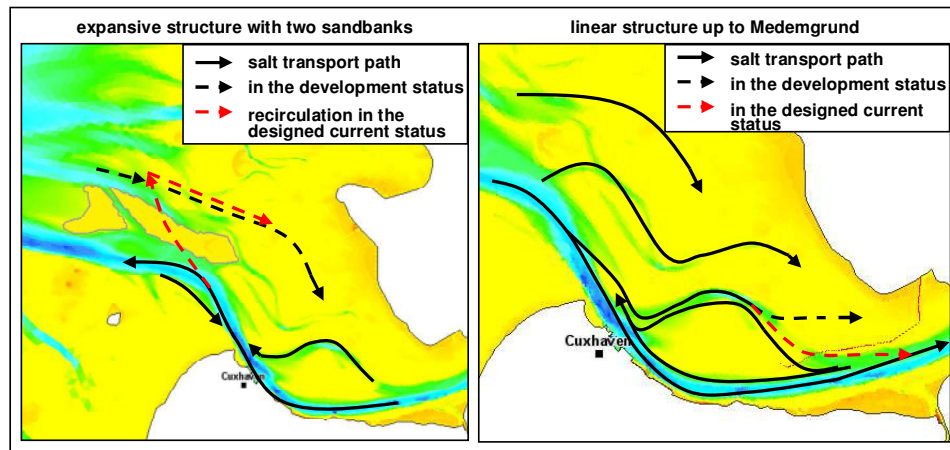 expansive structure with two sandbanks
salt transport path
in the development status
recirculation in the
designed current status
Cuxhaven
linear structure up to Medemgrund
salt transport path
in the development status
in the designed current
status
Cuxhaven